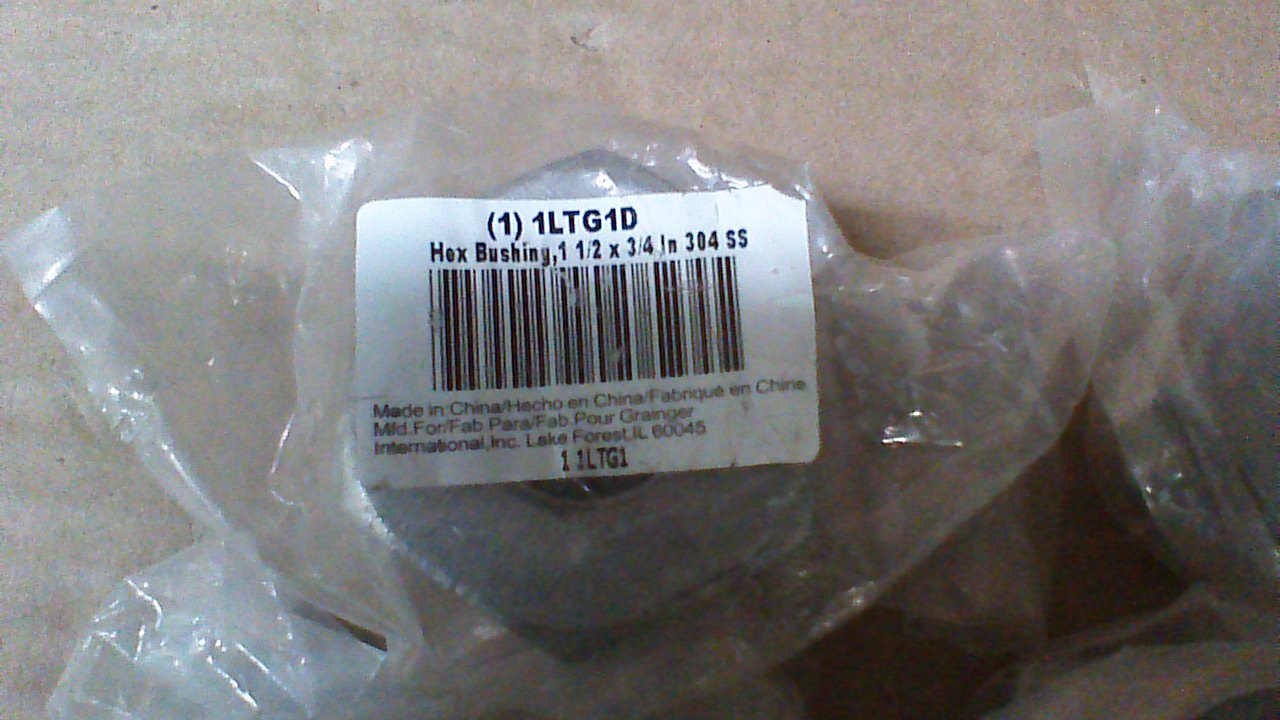 (1) 1LTG1D
Hex Bushing,1 1/2 x 3/4 In 304 SS
Made in China/Hecho en China/Fabriqué en Chine
Mfd.For/Fab.Para/Fab.Pour Grainger
International,Inc. Lake Forest,IL 60045
1 1LTG1